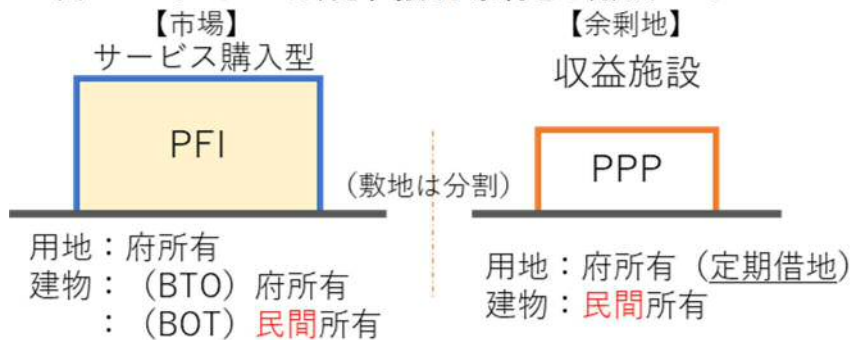 【市場】
サービス購入型
PFI
用地：府所有
建物：（BTO）府所有
：（BOT）民間所有
（敷地は分割）
【余剰地】
収益施設
PPP
用地：府所有（定期借地）
建物：民間所有